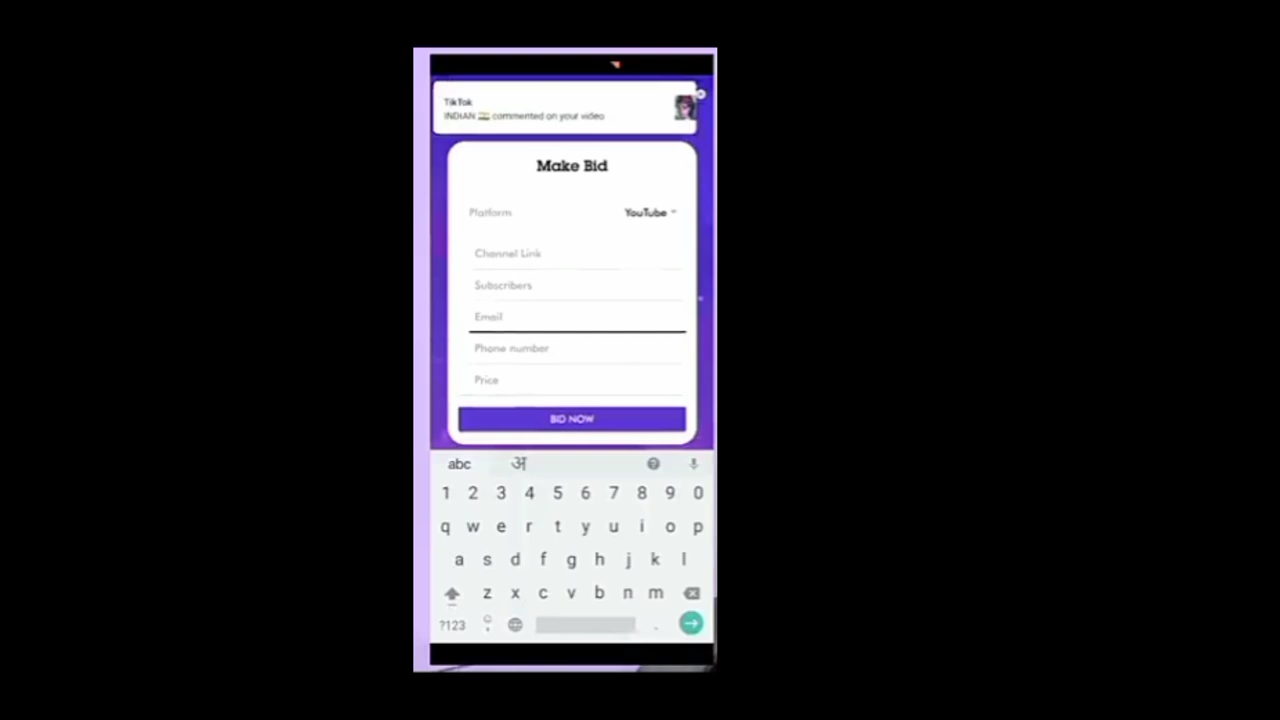 TikTok
INDIAN 🇮🇳 commented on your video
Make Bid
Platform YouTube
Channel Link
Subscribers
Email
Phone number
Price
BID NOW
abc अ
1 2 3 4 5 6 7 8 9 0
q w e r t y u i o p
a s d f g h j k l
z x c v b n m
?123 , .